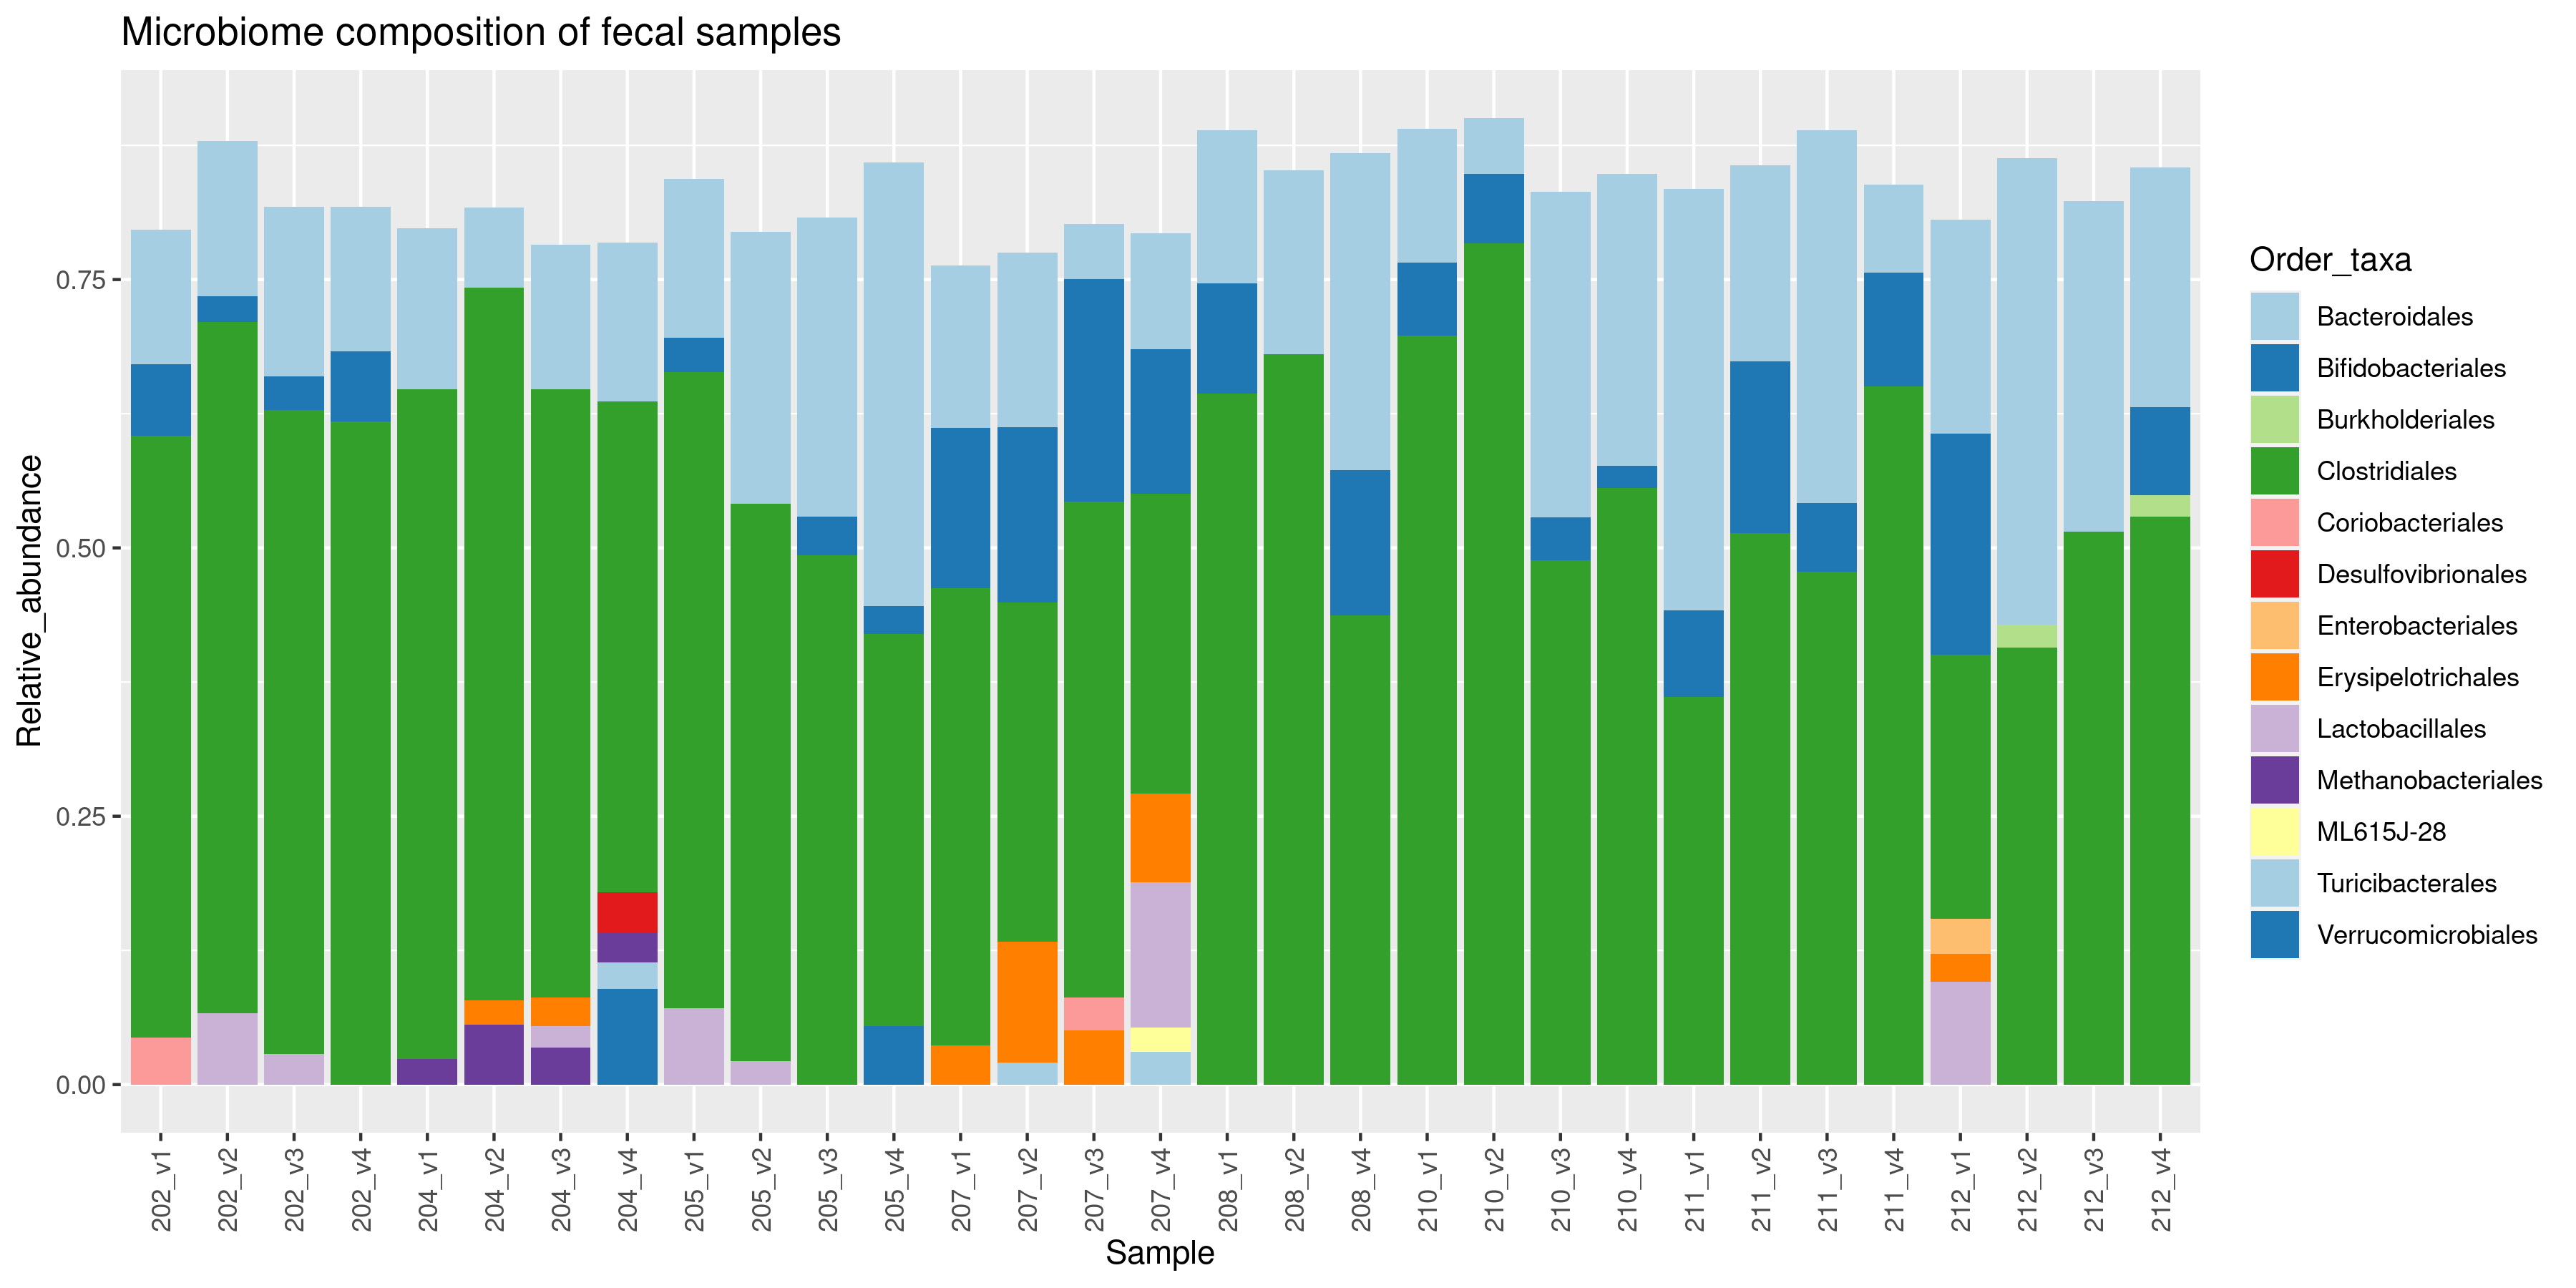 Microbiome composition of fecal samples
Relative_abundance
0.75
0.50
0.25
0.00
202_v1
202_v2
202_v3
202_v4
204_v1
204_v2
204_v3
204_v4
205_v1
205_v2
205_v3
205_v4
207_v1
207_v2
207_v3
207_v4
208_v1
208_v2
208_v4
210_v1
210_v2
210_v3
210_v4
211_v1
211_v2
211_v3
211_v4
212_v1
212_v2
212_v3
212_v4
Sample
Order_taxa
Bacteroidales
Bifidobacteriales
Burkholderiales
Clostridiales
Coriobacteriales
Desulfovibrionales
Enterobacteriales
Erysipelotrichales
Lactobacillales
Methanobacteriales
ML615J-28
Turicibacterales
Verrucomicrobiales